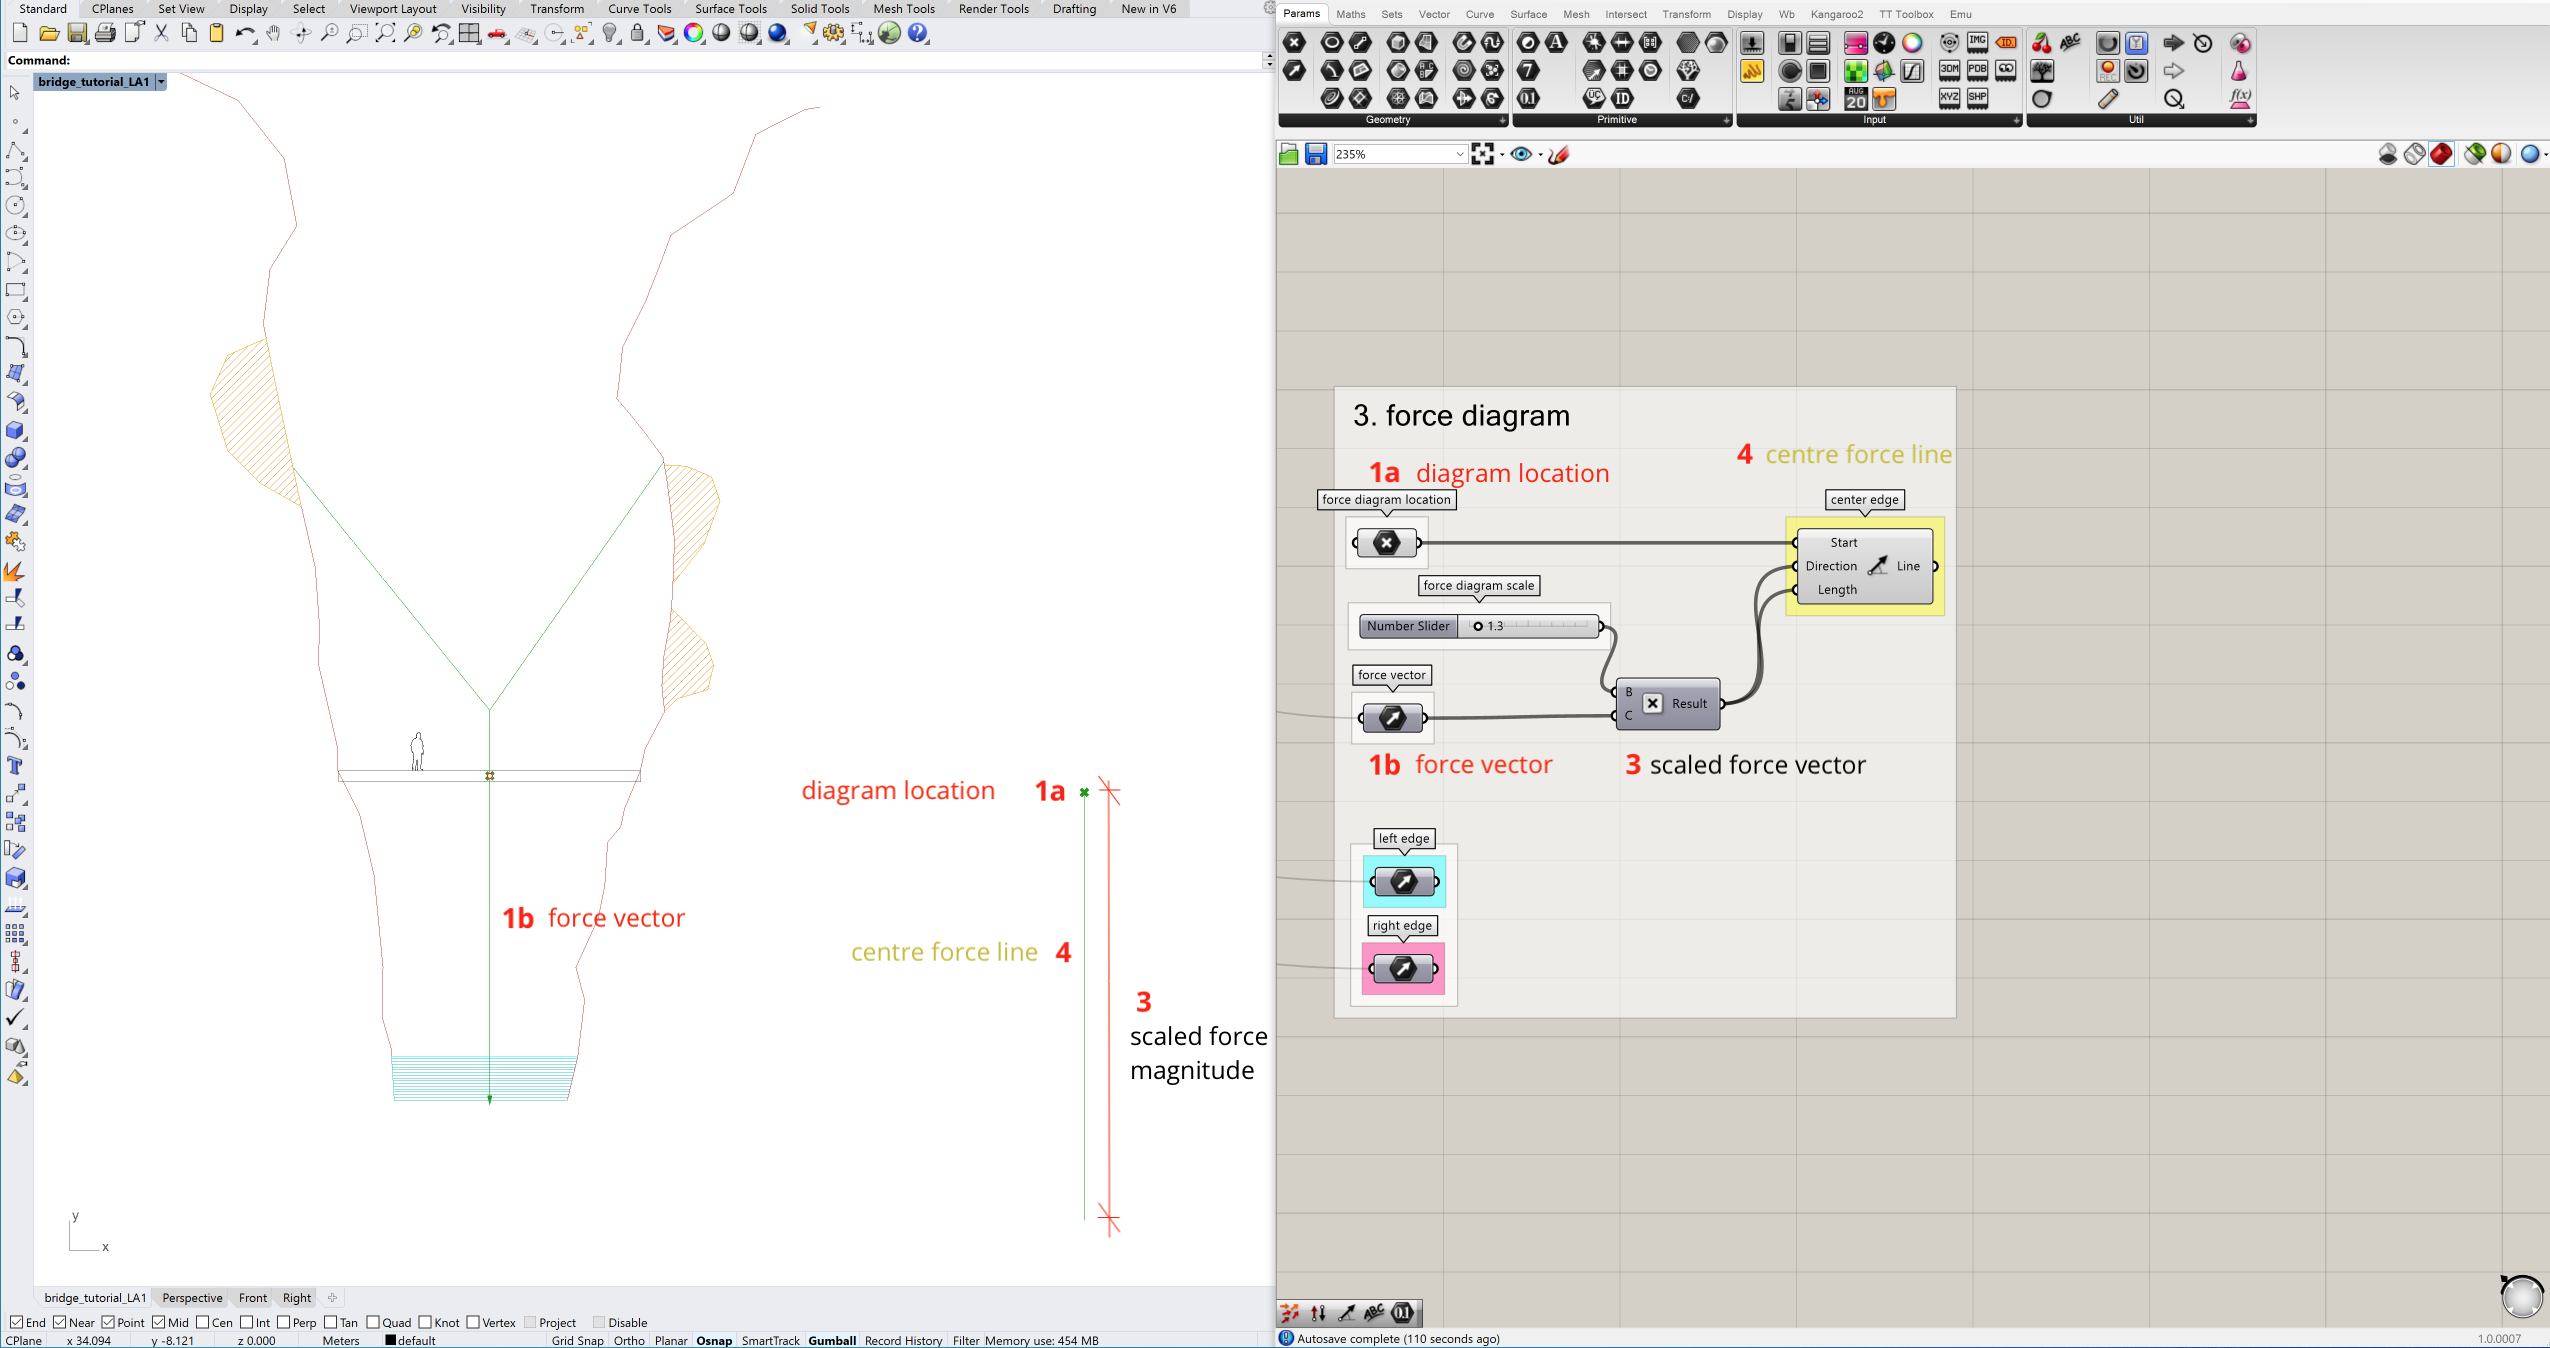 Standard CPlanes Set View Display Select Viewport Layout Visibility Transform Curve Tools Surface Tools Solid Tools Mesh Tools Render Tools Drafting New in V6
Command:
bridge_tutorial_LA1
diagram location 1a
1b force vector
centre force line 4
3
scaled force
magnitude
y
x
bridge_tutorial_LA1 Perspective Front Right
End Near Point Mid Cen Int Perp Tan Quad Knot Vertex Project Disable
CPlane x 34.094 y -8.121 z 0.000 Meters default Grid Snap Ortho Planar Osnap SmartTrack Gumball Record History Filter Memory use: 454 MB
Params Maths Sets Vector Curve Surface Mesh Intersect Transform Display Wb Kangaroo2 TT Toolbox Emu
Geometry Primitive Input Util
235%
3. force diagram
4 centre force line
1a diagram location
force diagram location
center edge
Start
Direction Line
Length
force diagram scale
Number Slider 1.3
force vector
B
Result
C
1b force vector
3 scaled force vector
left edge
right edge
Autosave complete (110 seconds ago)
1.0.0007